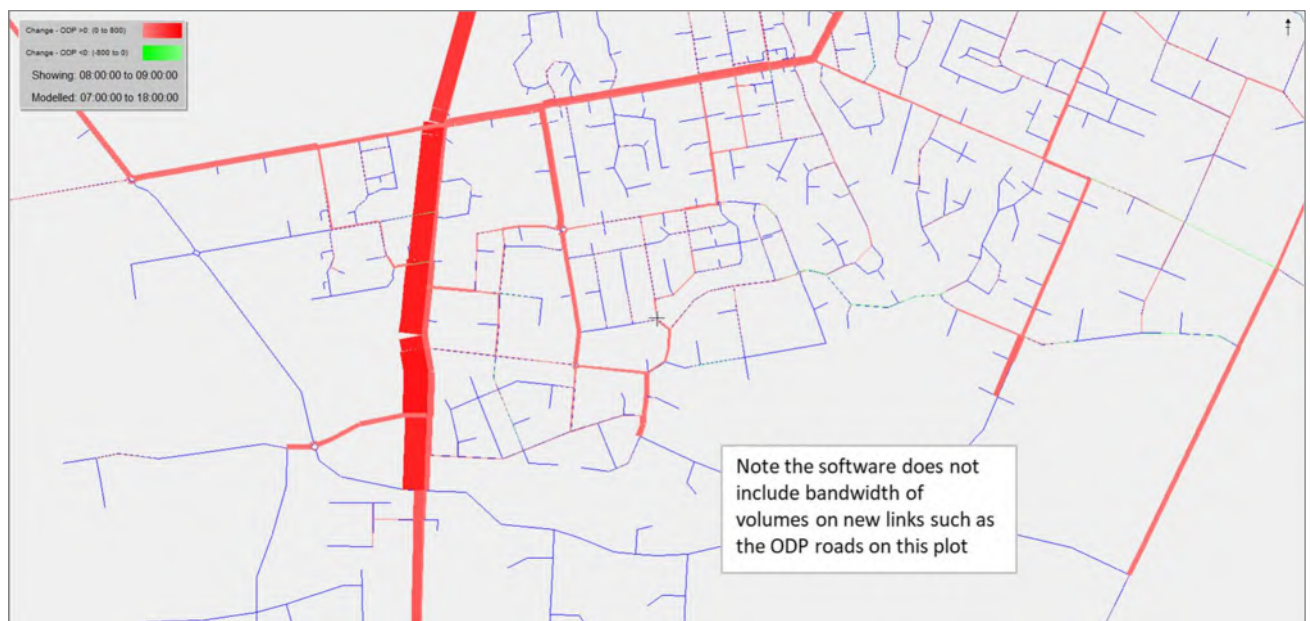 Change - ODP >0: (0 to 800)
Change - ODP <0: (-800 to 0)
Showing: 08:00:00 to 09:00:00
Modelled: 07:00:00 to 18:00:00
Note the software does not
include bandwidth of
volumes on new links such as
the ODP roads on this plot